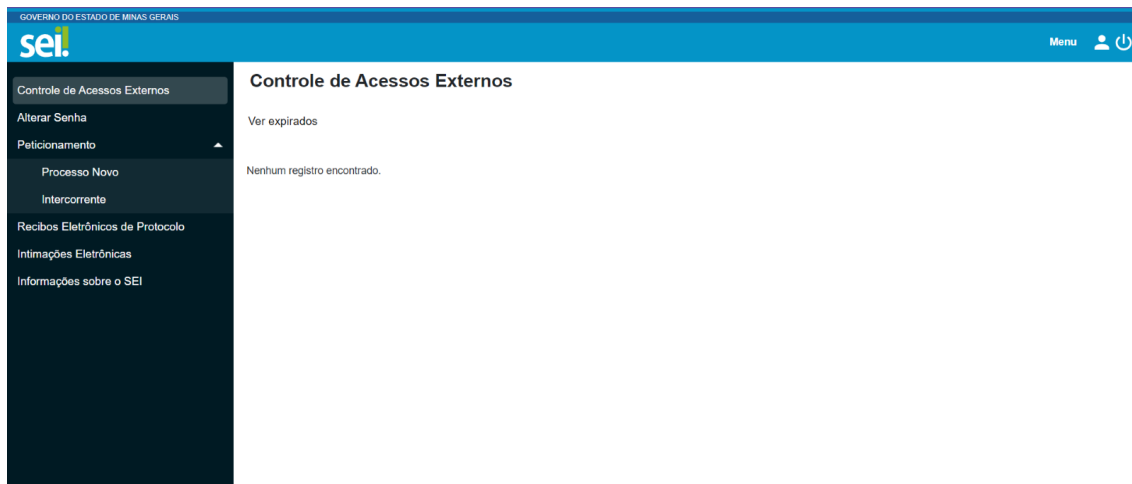 GOVERNO DO ESTADO DE MINAS GERAIS
sei!
Menu
Controle de Acessos Externos
Alterar Senha
Peticionamento
Processo Novo
Intercorrente
Recibos Eletrônicos de Protocolo
Intimações Eletrônicas
Informações sobre o SEI
Controle de Acessos Externos
Ver expirados
Nenhum registro encontrado.